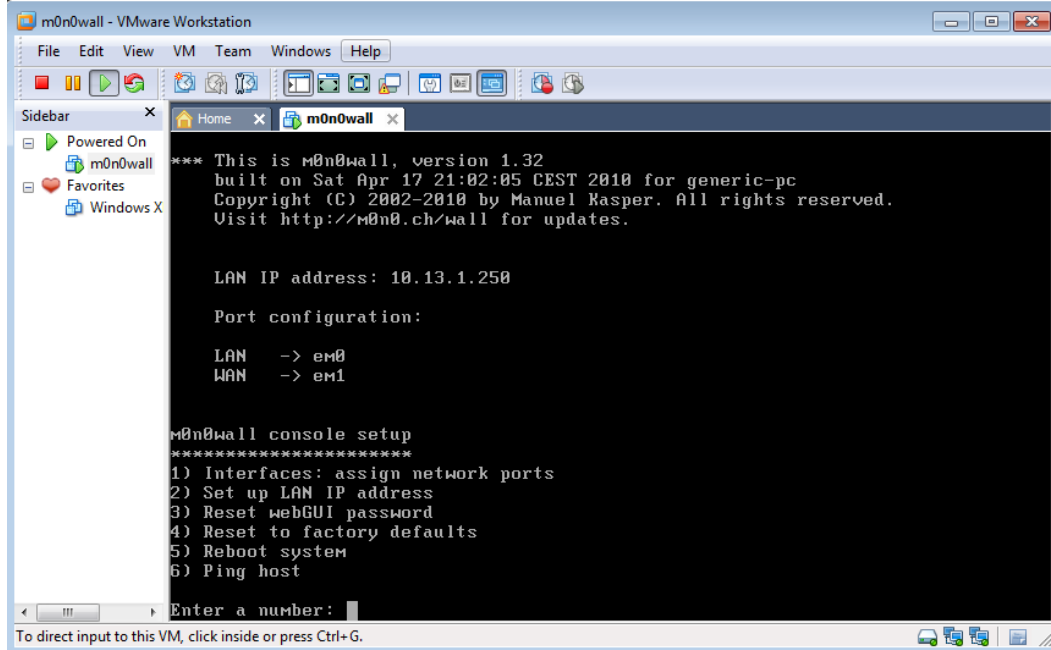 m0n0wall - VMware Workstation
File Edit View VM Team Windows Help
Sidebar
Home
m0n0wall
Powered On
m0n0wall
Favorites
Windows X
*** This is m0n0wall, version 1.32
built on Sat Apr 17 21:02:05 CEST 2010 for generic-pc
Copyright (C) 2002-2010 by Manuel Kasper. All rights reserved.
Visit http://m0n0.ch/wall for updates.
LAN IP address: 10.13.1.250
Port configuration:
LAN -> em0
WAN -> em1
m0n0wall console setup
**********************
1) Interfaces: assign network ports
2) Set up LAN IP address
3) Reset webGUI password
4) Reset to factory defaults
5) Reboot system
6) Ping host
Enter a number:
To direct input to this VM, click inside or press Ctrl+G.